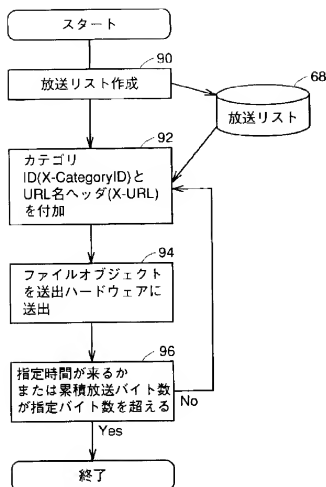 スタート
90
放送リスト作成
68
放送リスト
92
カテゴリ
ID(X-CategoryID)と
URL名ヘッダ(X-URL)
を付加
94
ファイルオブジェクト
を送出ハードウェアに
送出
96
指定時間が来るか
または累積放送バイト数
が指定バイト数を超える
No
Yes
終了